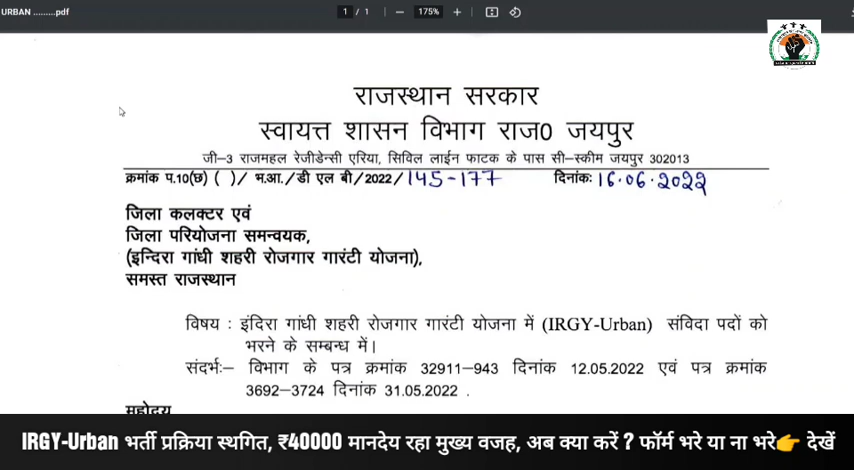 URBAN .........pdf
1 / 1 — 175% +
राजस्थान सरकार
स्वायत्त शासन विभाग राज0 जयपुर
जी–3 राजमहल रेजीडेन्सी एरिया, सिविल लाईन फाटक के पास सी–स्कीम जयपुर 302013
क्रमांक प.10(छ) ( )/ भ.आ./डी एल बी/2022/145-177 दिनांक: 16.06.2022
जिला कलक्टर एवं
जिला परियोजना समन्वयक,
(इन्दिरा गांधी शहरी रोजगार गारंटी योजना),
समस्त राजस्थान
विषय : इंदिरा गांधी शहरी रोजगार गारंटी योजना में (IRGY-Urban) संविदा पदों को
भरने के सम्बन्ध में।
संदर्भः– विभाग के पत्र क्रमांक 32911–943 दिनांक 12.05.2022 एवं पत्र क्रमांक
3692–3724 दिनांक 31.05.2022 .
महोदय
IRGY-Urban भर्ती प्रक्रिया स्थगित, ₹40000 मानदेय रहा मुख्य वजह, अब क्या करें ? फॉर्म भरे या ना भरे👉 देखें